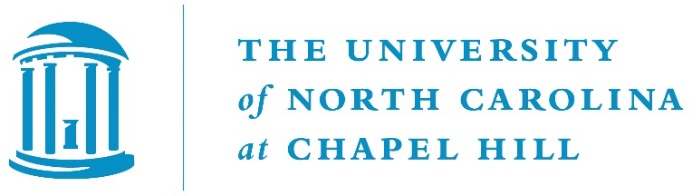 THE UNIVERSITY
of NORTH CAROLINA
at CHAPEL HILL